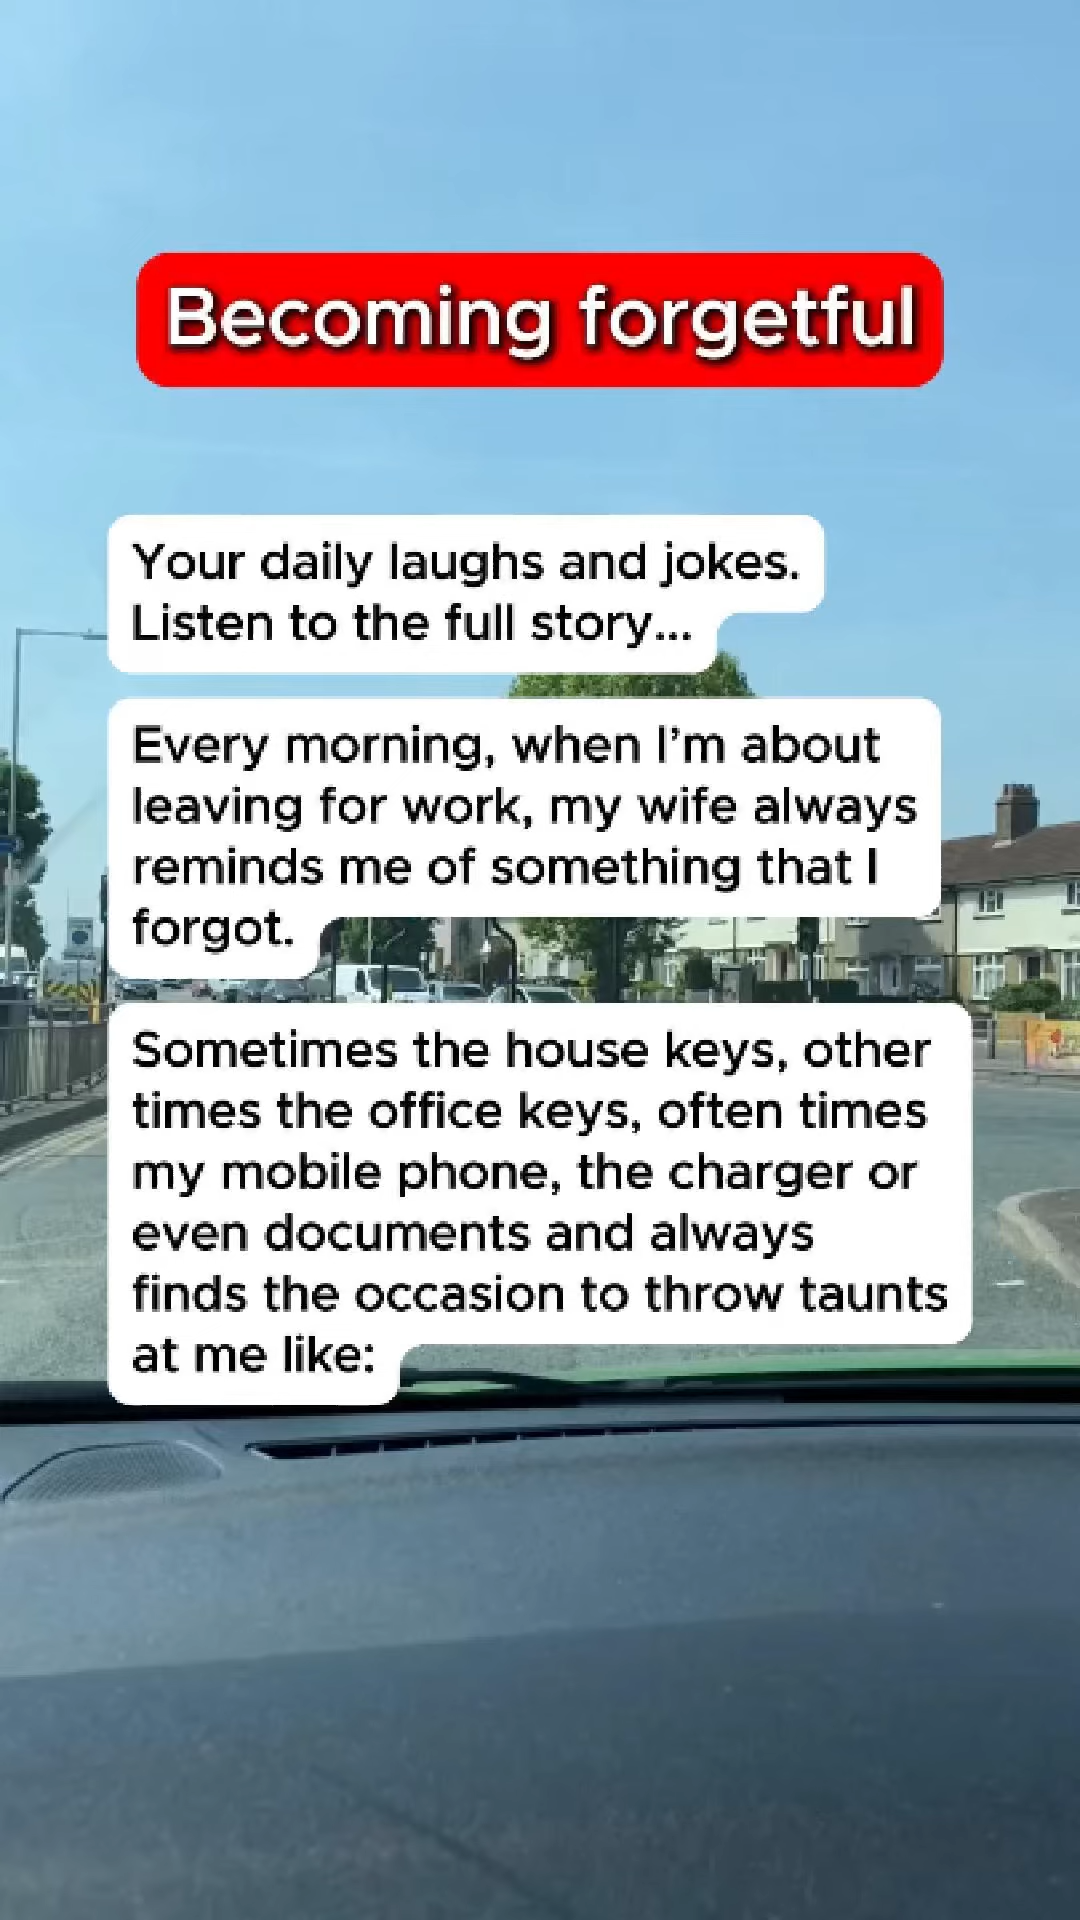 Becoming forgetful
Your daily laughs and jokes.
Listen to the full story...
Every morning, when I’m about
leaving for work, my wife always
reminds me of something that I
forgot.
Sometimes the house keys, other
times the office keys, often times
my mobile phone, the charger or
even documents and always
finds the occasion to throw taunts
at me like: